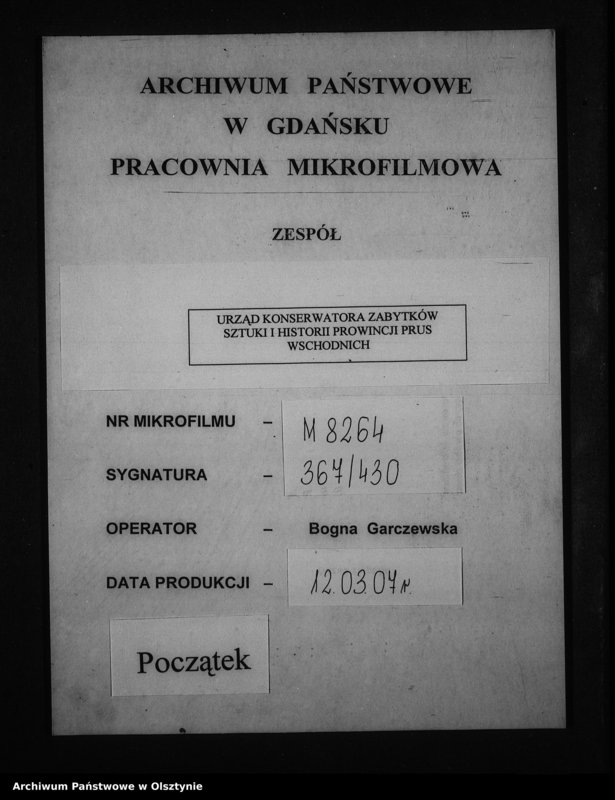 ARCHIWUM PAŃSTWOWE
W GDAŃSKU
PRACOWNIA MIKROFILMOWA
ZESPÓŁ
URZĄD KONSERWATORA ZABYTKÓW
SZTUKI I HISTORII PROWINCJI PRUS
WSCHODNICH
NR MIKROFILMU – M 8264
SYGNATURA – 367/430
OPERATOR – Bogna Garczewska
DATA PRODUKCJI – 12.03.07r.
Początek
Archiwum Państwowe w Olsztynie